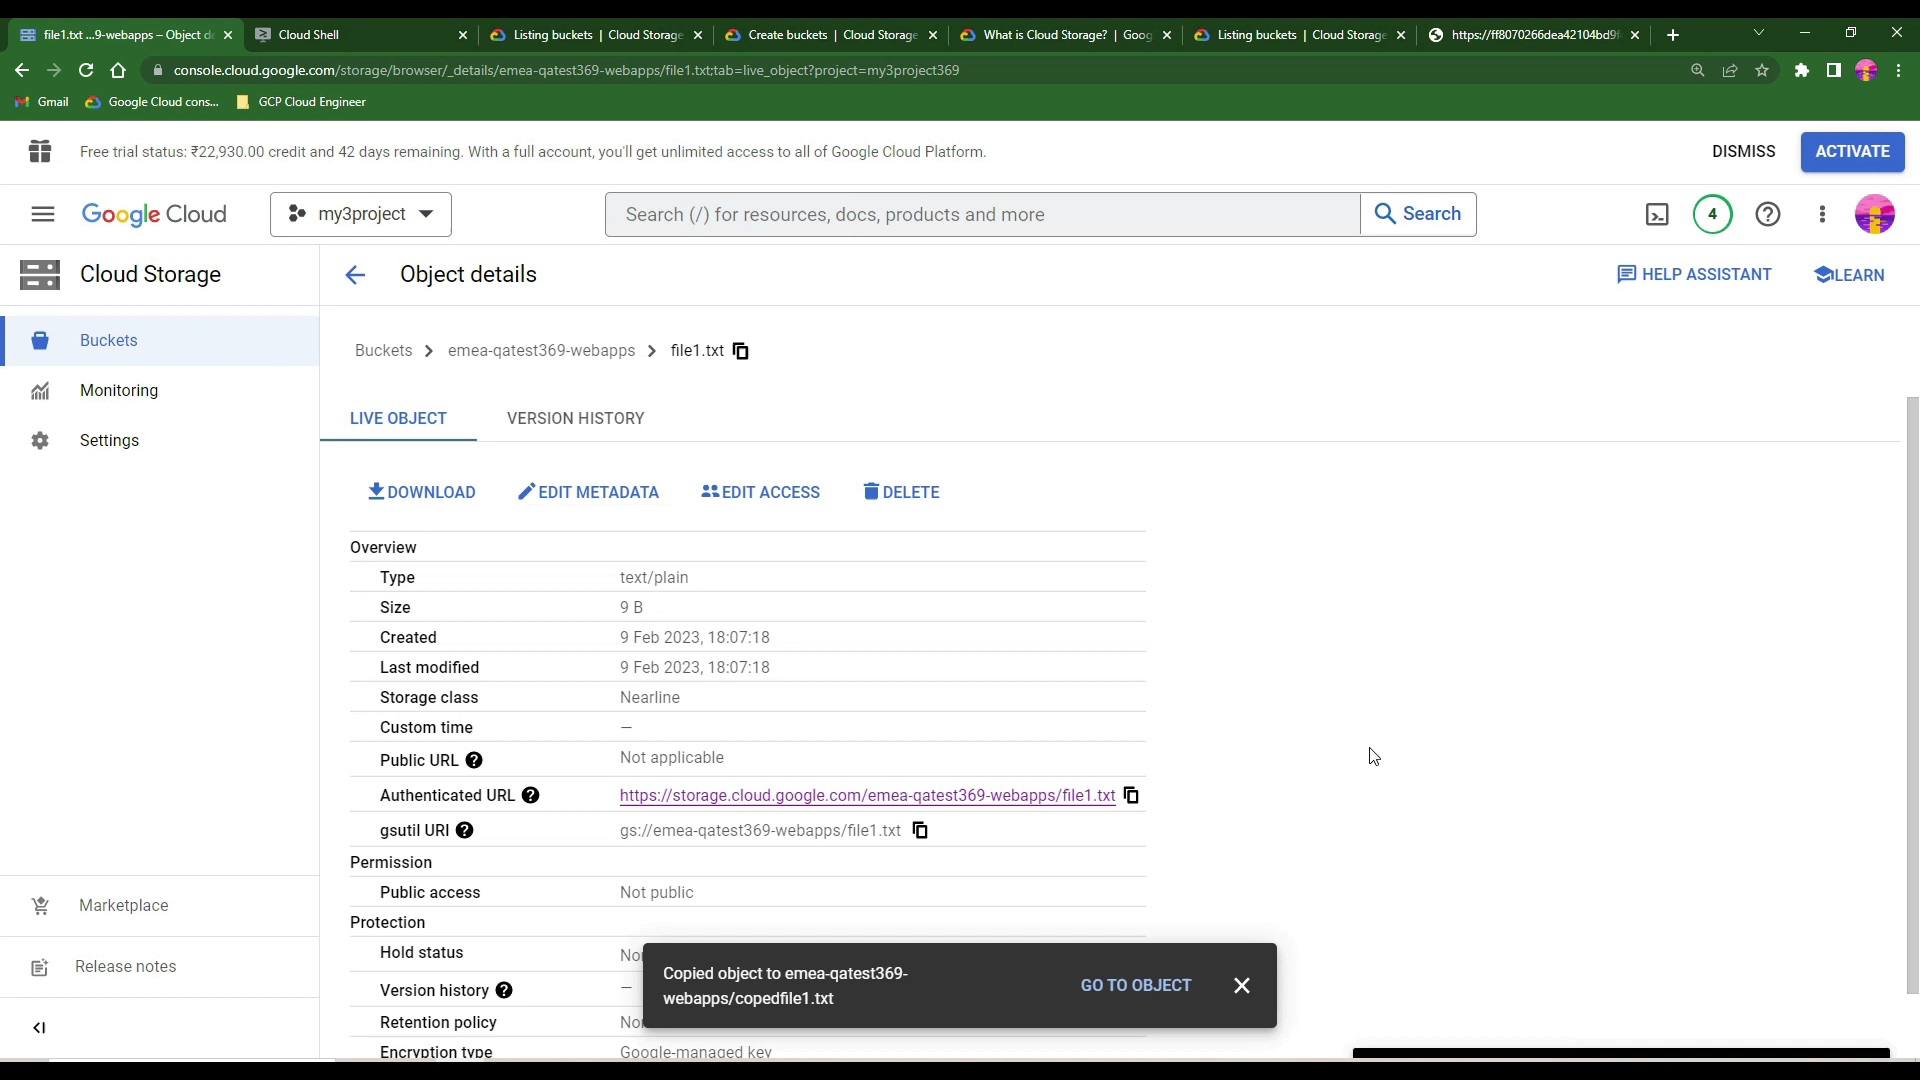 file1.txt ...9-webapps – Object de
Cloud Shell
Listing buckets | Cloud Storage
Create buckets | Cloud Storage
What is Cloud Storage? | Goog
Listing buckets | Cloud Storage
https://ff8070266dea42104bd9f
console.cloud.google.com/storage/browser/_details/emea-qatest369-webapps/file1.txt;tab=live_object?project=my3project369
Gmail
Google Cloud cons...
GCP Cloud Engineer
Free trial status: ₹22,930.00 credit and 42 days remaining. With a full account, you'll get unlimited access to all of Google Cloud Platform.
DISMISS
ACTIVATE
Google Cloud
my3project
Search (/) for resources, docs, products and more
Search
4
Cloud Storage
Object details
HELP ASSISTANT
LEARN
Buckets
Monitoring
Settings
Marketplace
Release notes
Buckets > emea-qatest369-webapps > file1.txt
LIVE OBJECT
VERSION HISTORY
DOWNLOAD
EDIT METADATA
EDIT ACCESS
DELETE
Overview
Type text/plain
Size 9 B
Created 9 Feb 2023, 18:07:18
Last modified 9 Feb 2023, 18:07:18
Storage class Nearline
Custom time —
Public URL Not applicable
Authenticated URL https://storage.cloud.google.com/emea-qatest369-webapps/file1.txt
gsutil URI gs://emea-qatest369-webapps/file1.txt
Permission
Public access Not public
Protection
Hold status
Version history —
Retention policy
Encryption type Google-managed key
Copied object to emea-qatest369-
webapps/copedfile1.txt
GO TO OBJECT